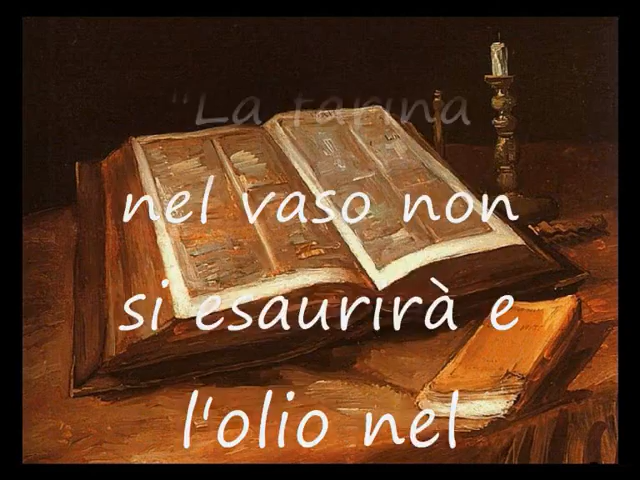 "La farina
nel vaso non
si esaurirà e
l'olio nel